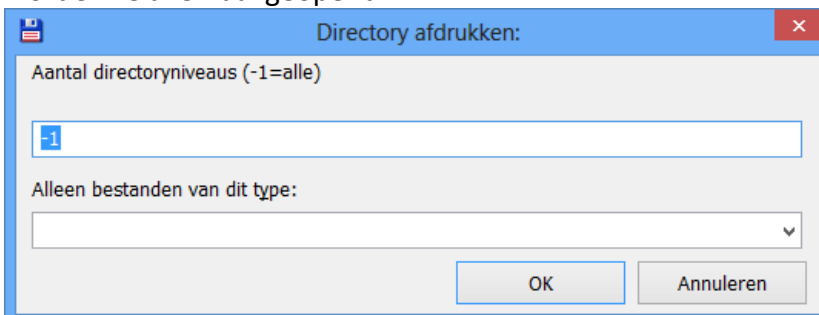 Directory afdrukken:
Aantal directoryniveaus (-1=alle)
-1
Alleen bestanden van dit type:
OK
Annuleren